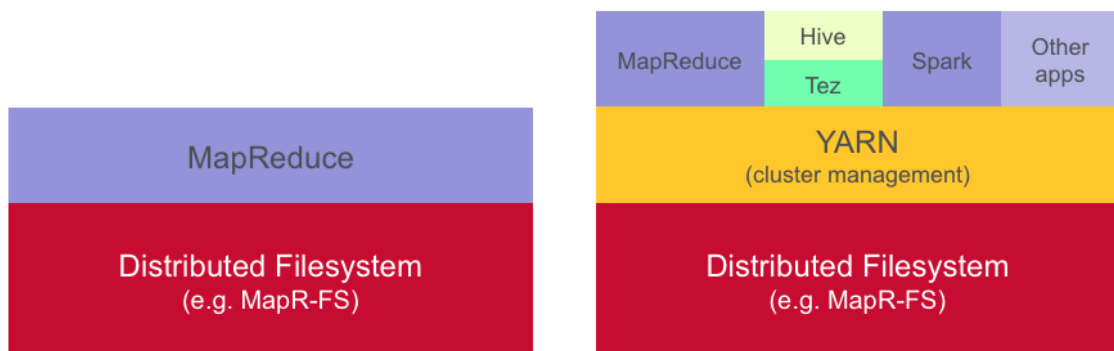 MapReduce
Distributed Filesystem
(e.g. MapR-FS)
MapReduce
Hive
Tez
Spark
Other
apps
YARN
(cluster management)
Distributed Filesystem
(e.g. MapR-FS)